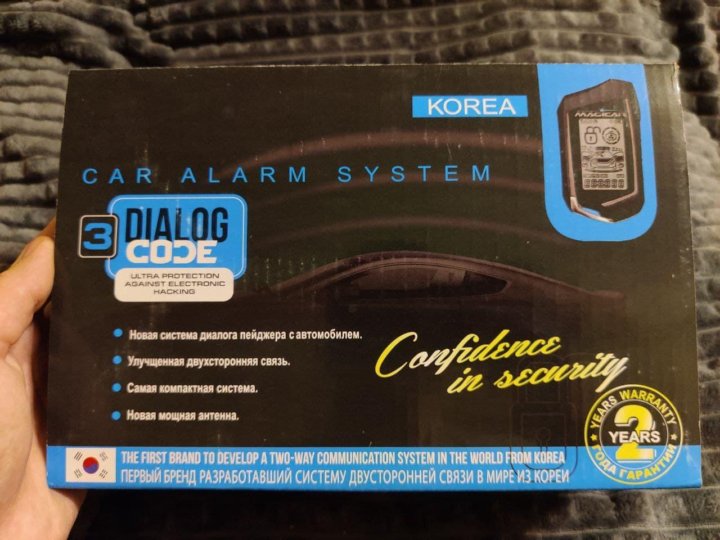 KOREA
MAGICAR
CAR ALARM SYSTEM
3
DIALOG
CODE
ULTRA PROTECTION
AGAINST ELECTRONIC
HACKING
Новая система диалога пейджера с автомобилем.
Улучшенная двухсторонняя связь.
Самая компактная система.
Новая мощная антенна.
Confidence
in security
YEARS WARRANTY
2
YEARS
ГОДА ГАРАНТИИ
THE FIRST BRAND TO DEVELOP A TWO-WAY COMMUNICATION SYSTEM IN THE WORLD FROM KOREA
ПЕРВЫЙ БРЕНД РАЗРАБОТАВШИЙ СИСТЕМУ ДВУСТОРОННЕЙ СВЯЗИ В МИРЕ ИЗ КОРЕИ